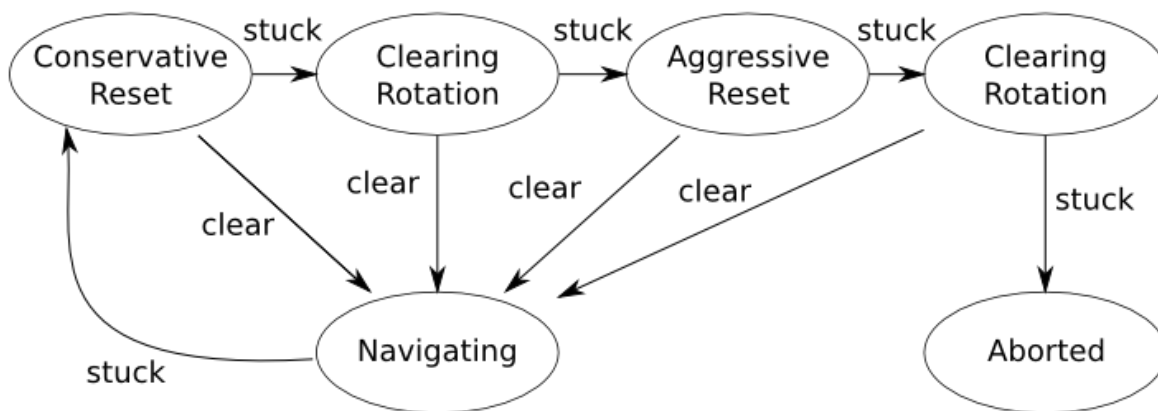 stuck
stuck
stuck
Conservative
Reset
Clearing
Rotation
Aggressive
Reset
Clearing
Rotation
clear
clear
clear
clear
stuck
Navigating
Aborted
stuck